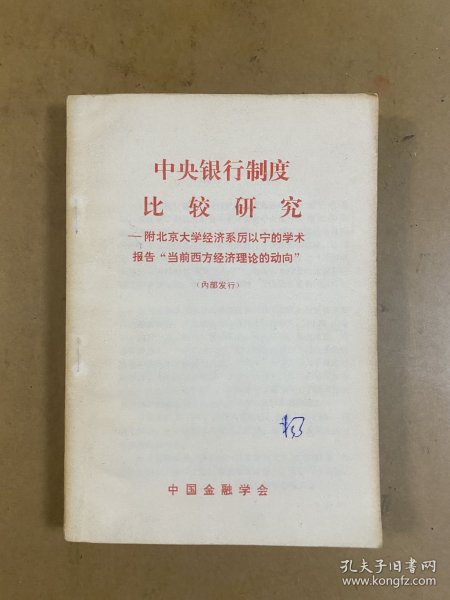 中央银行制度
比较研究
—附北京大学经济系厉以宁的学术
报告“当前西方经济理论的动向”
(内部发行)
中国金融学会
孔夫子旧书网
www.kongfz.com